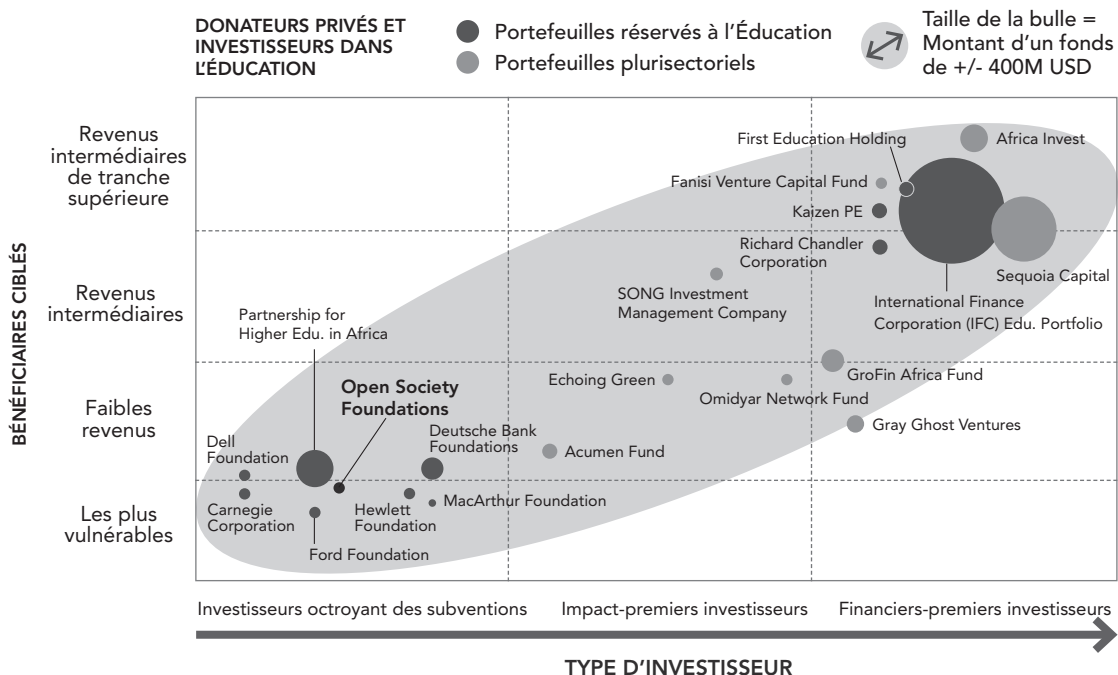 DONATEURS PRIVÉS ET
INVESTISSEURS DANS
L’ÉDUCATION
Portefeuilles réservés à l’Éducation
Portefeuilles plurisectoriels
Taille de la bulle =
Montant d’un fonds
de +/- 400M USD
BÉNÉFICIAIRES CIBLÉS
Revenus
intermédiaires
de tranche
supérieure
Revenus
intermédiaires
Faibles
revenus
Les plus
vulnérables
First Education Holding
Africa Invest
Fanisi Venture Capital Fund
Kaizen PE
Richard Chandler
Corporation
Sequoia Capital
SONG Investment
Management Company
International Finance
Corporation (IFC) Edu. Portfolio
Partnership for
Higher Edu. in Africa
GroFin Africa Fund
Echoing Green
Omidyar Network Fund
Open Society
Foundations
Gray Ghost Ventures
Deutsche Bank
Foundations
Dell
Foundation
Acumen Fund
Carnegie
Corporation
Hewlett
Foundation
MacArthur Foundation
Ford Foundation
Investisseurs octroyant des subventions
Impact-premiers investisseurs
Financiers-premiers investisseurs
TYPE D’INVESTISSEUR